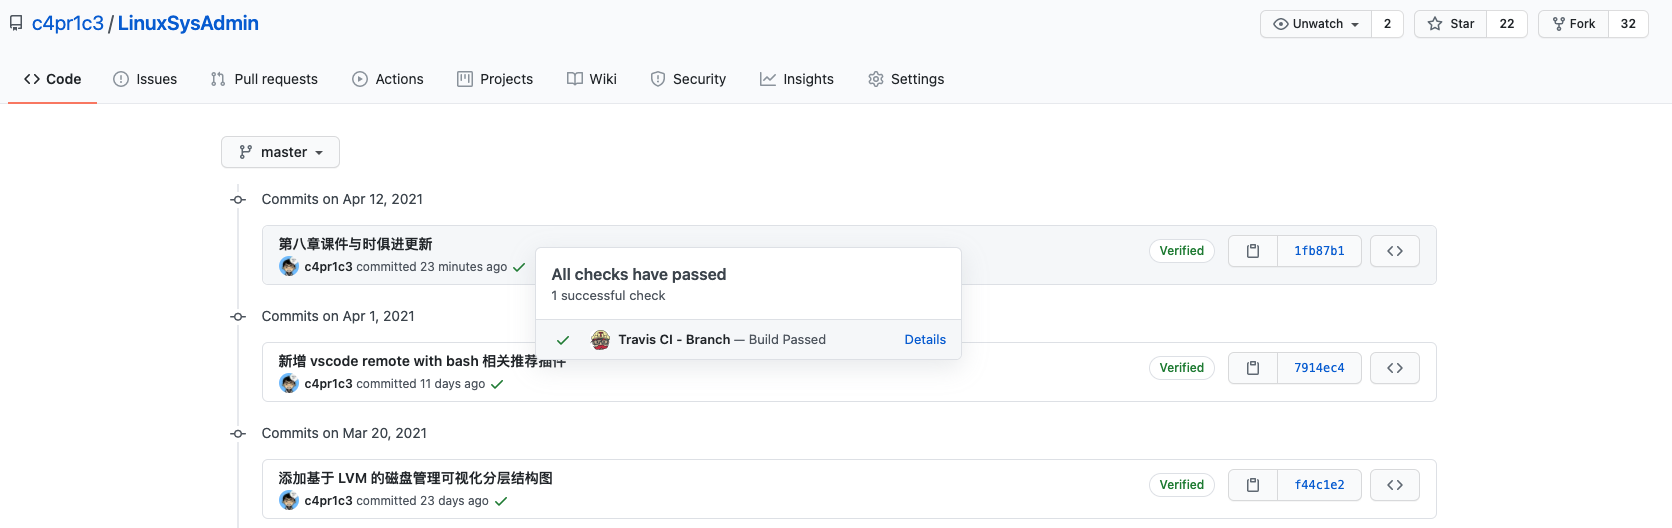 c4pr1c3 / LinuxSysAdmin
Unwatch 2 Star 22 Fork 32
Code Issues Pull requests Actions Projects Wiki Security Insights Settings
master
Commits on Apr 12, 2021
第八章课件与时俱进更新
c4pr1c3 committed 23 minutes ago
Verified 1fb87b1
All checks have passed
1 successful check
Travis CI - Branch — Build Passed Details
Commits on Apr 1, 2021
新增 vscode remote with bash 相关推荐插件
c4pr1c3 committed 11 days ago
Verified 7914ec4
Commits on Mar 20, 2021
添加基于 LVM 的磁盘管理可视化分层结构图
c4pr1c3 committed 23 days ago
Verified f44c1e2